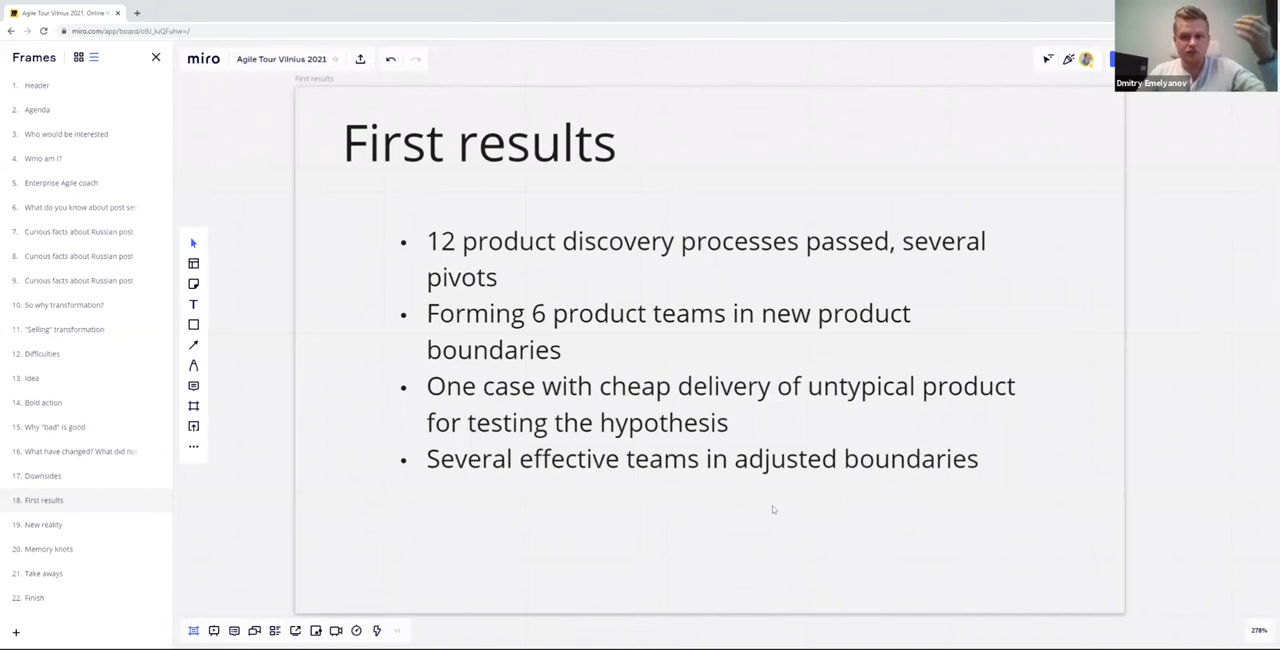 Agile Tour Vilnius 2021, Online
miro.com/app/board/o9J_luQFuhw=/
Dmitry Emelyanov
Frames
miro
Agile Tour Vilnius 2021
1. Header
2. Agenda
3. Who would be interested
4. Who am I?
5. Enterprise Agile coach
6. What do you know about post ser
7. Curious facts about Russian post
8. Curious facts about Russian post
9. Curious facts about Russian post
10. So why transformation?
11. "Selling" transformation
12. Difficulties
13. Idea
14. Bold action
15. Why "bad" is good
16. What have changed? What did no
17. Downsides
18. First results
19. New reality
20. Memory knots
21. Take aways
22. Finish
First results
First results
• 12 product discovery processes passed, several
pivots
• Forming 6 product teams in new product
boundaries
• One case with cheap delivery of untypical product
for testing the hypothesis
• Several effective teams in adjusted boundaries
278%